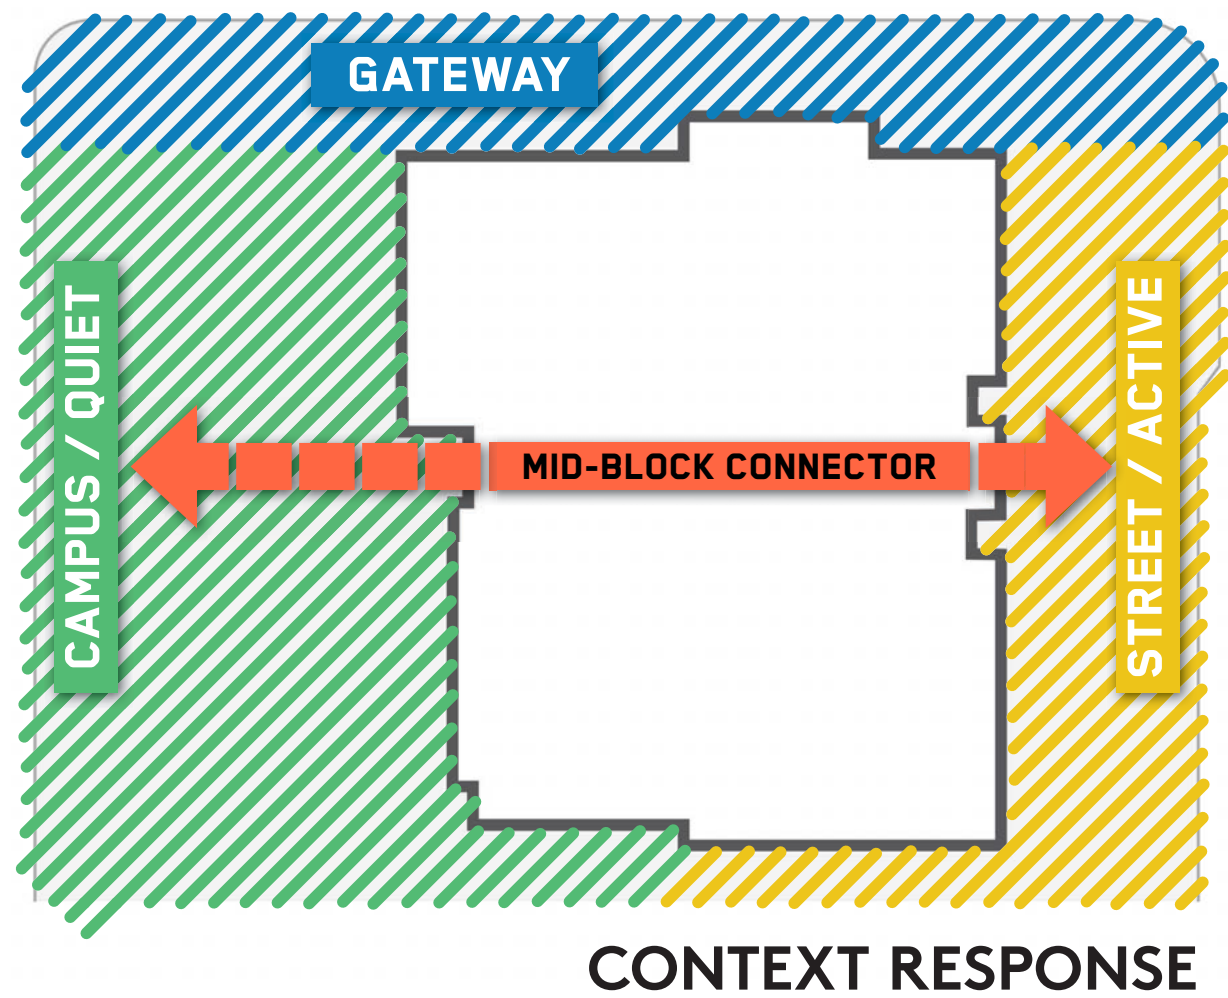 GATEWAY
CAMPUS / QUIET
MID-BLOCK CONNECTOR
STREET / ACTIVE
CONTEXT RESPONSE